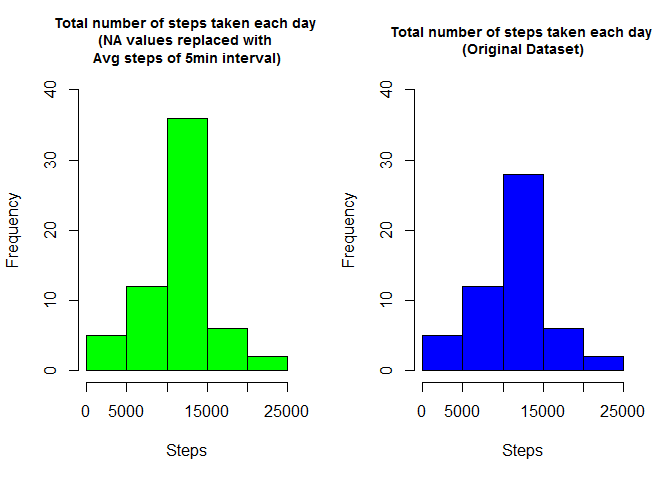 Total number of steps taken each day
(NA values replaced with
Avg steps of 5min interval)
Frequency
40
30
20
10
0
0 5000 15000 25000
Steps
Total number of steps taken each day
(Original Dataset)
Frequency
40
30
20
10
0
0 5000 15000 25000
Steps